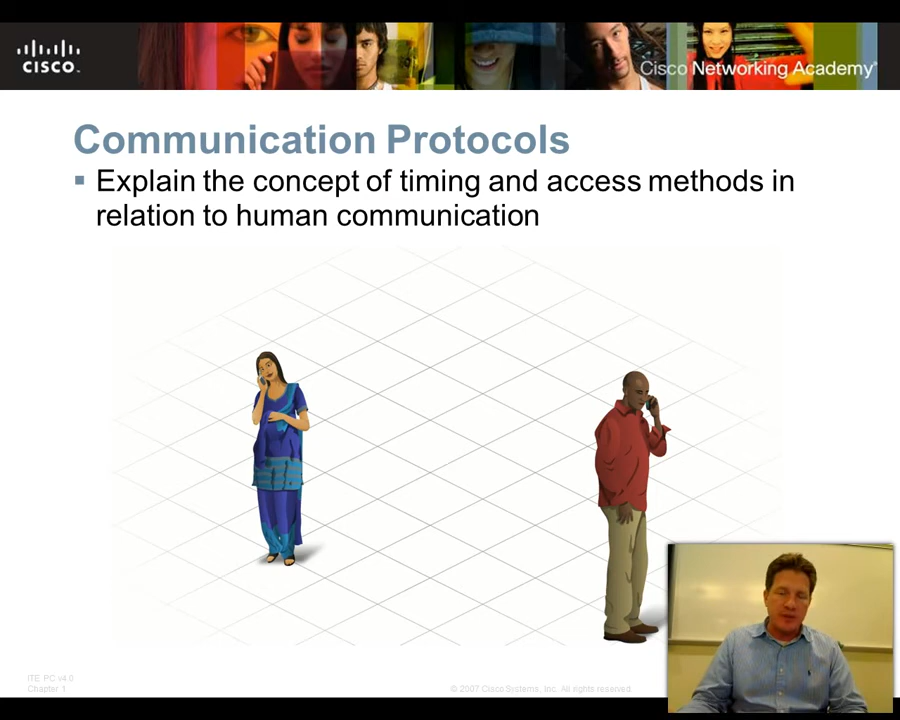 CISCO
Cisco Networking Academy
Communication Protocols
Explain the concept of timing and access methods in
relation to human communication
ITE PC v4.0
Chapter 1
© 2007 Cisco Systems, Inc. All rights reserved.